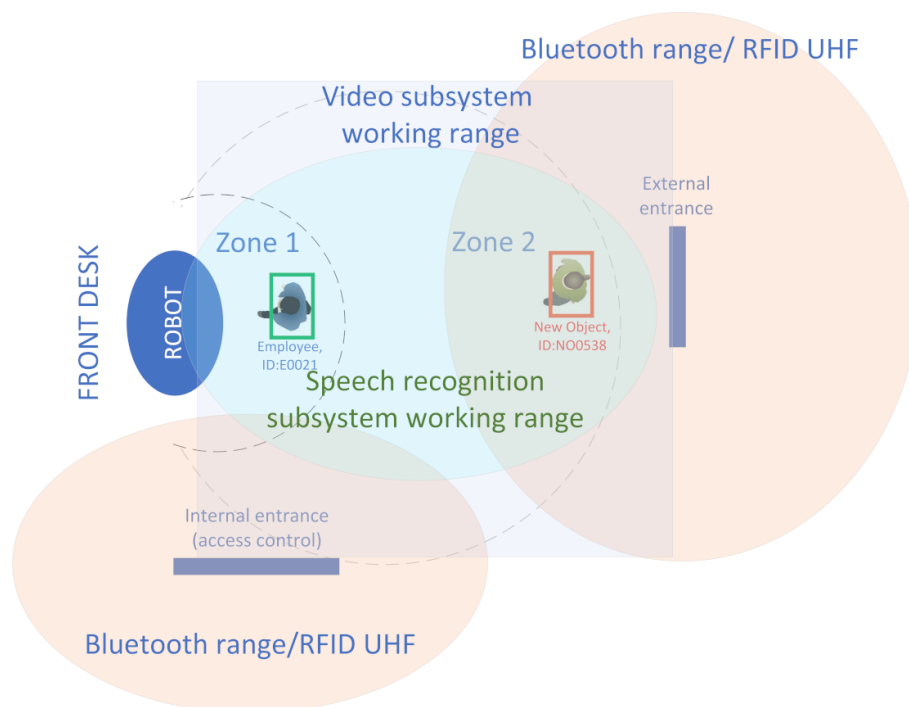 Bluetooth range/ RFID UHF
Video subsystem
working range
External
entrance
Zone 1
Zone 2
FRONT DESK
ROBOT
Employee,
ID:E0021
New Object,
ID:NO0538
Speech recognition
subsystem working range
Internal entrance
(access control)
Bluetooth range/RFID UHF